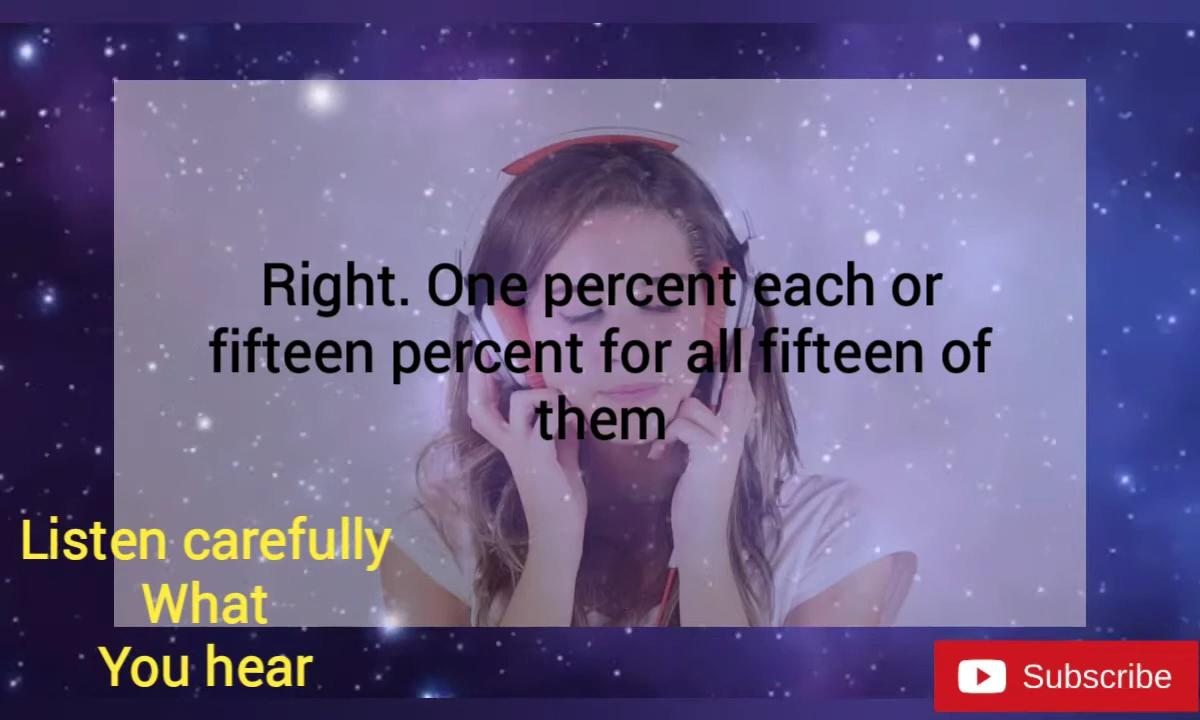 Right. One percent each or
fifteen percent for all fifteen of
them
Listen carefully
What
You hear
Subscribe